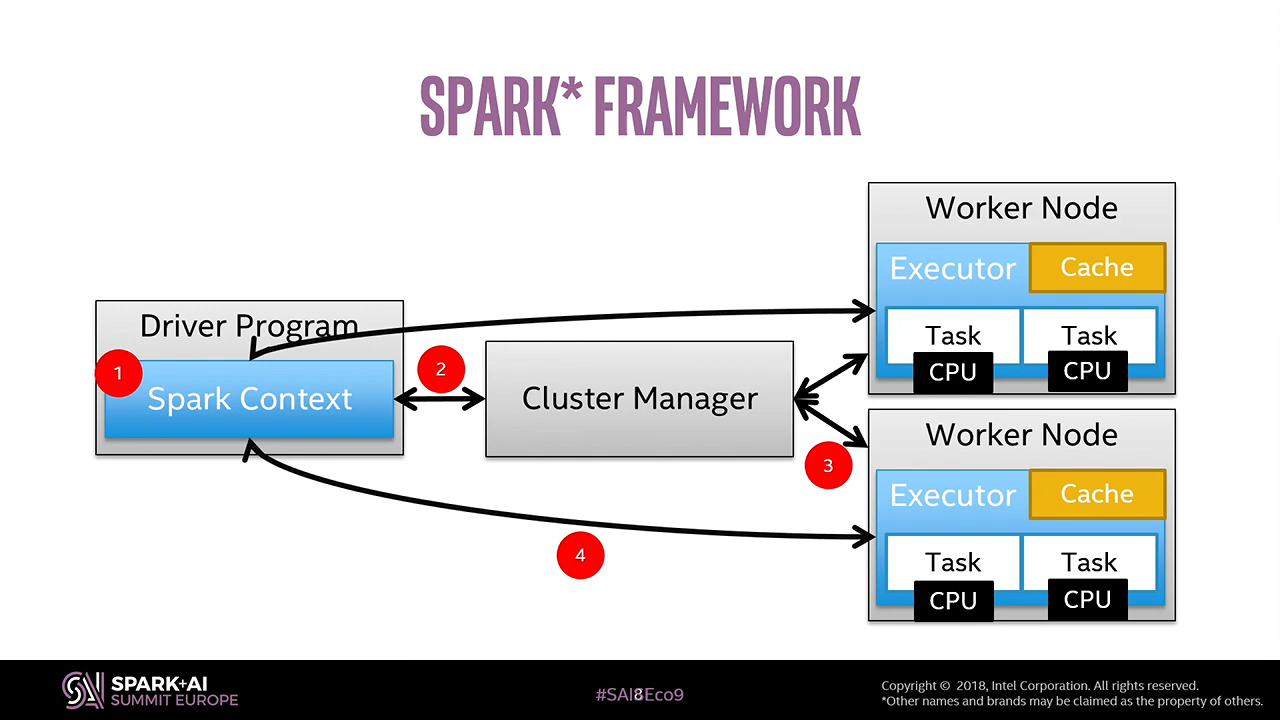 SPARK* FRAMEWORK
Worker Node
Executor
Cache
Task
Task
CPU
CPU
Driver Program
1
Spark Context
2
Cluster Manager
3
Worker Node
Executor
Cache
Task
Task
CPU
CPU
4
SPARK+AI
SUMMIT EUROPE
#SAI8Eco9
Copyright © 2018, Intel Corporation. All rights reserved.
*Other names and brands may be claimed as the property of others.